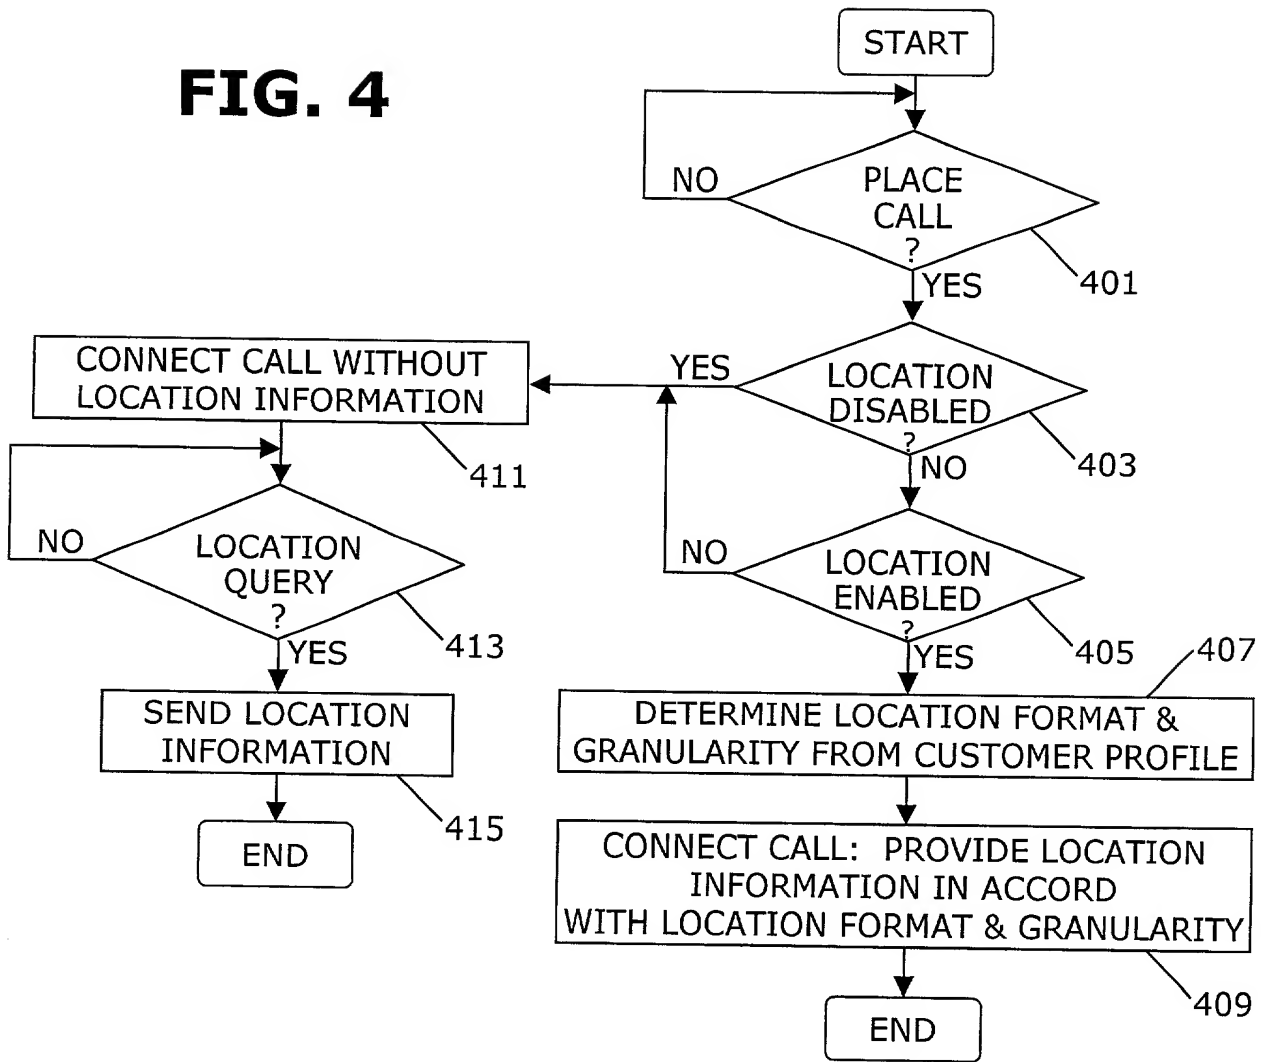 FIG. 4
START
PLACE
CALL
?
NO
401
YES
LOCATION
DISABLED
?
YES
403
NO
CONNECT CALL WITHOUT
LOCATION INFORMATION
411
LOCATION
QUERY
?
NO
413
YES
LOCATION
ENABLED
?
NO
405
YES
407
SEND LOCATION
INFORMATION
415
END
DETERMINE LOCATION FORMAT &
GRANULARITY FROM CUSTOMER PROFILE
CONNECT CALL: PROVIDE LOCATION
INFORMATION IN ACCORD
WITH LOCATION FORMAT & GRANULARITY
409
END